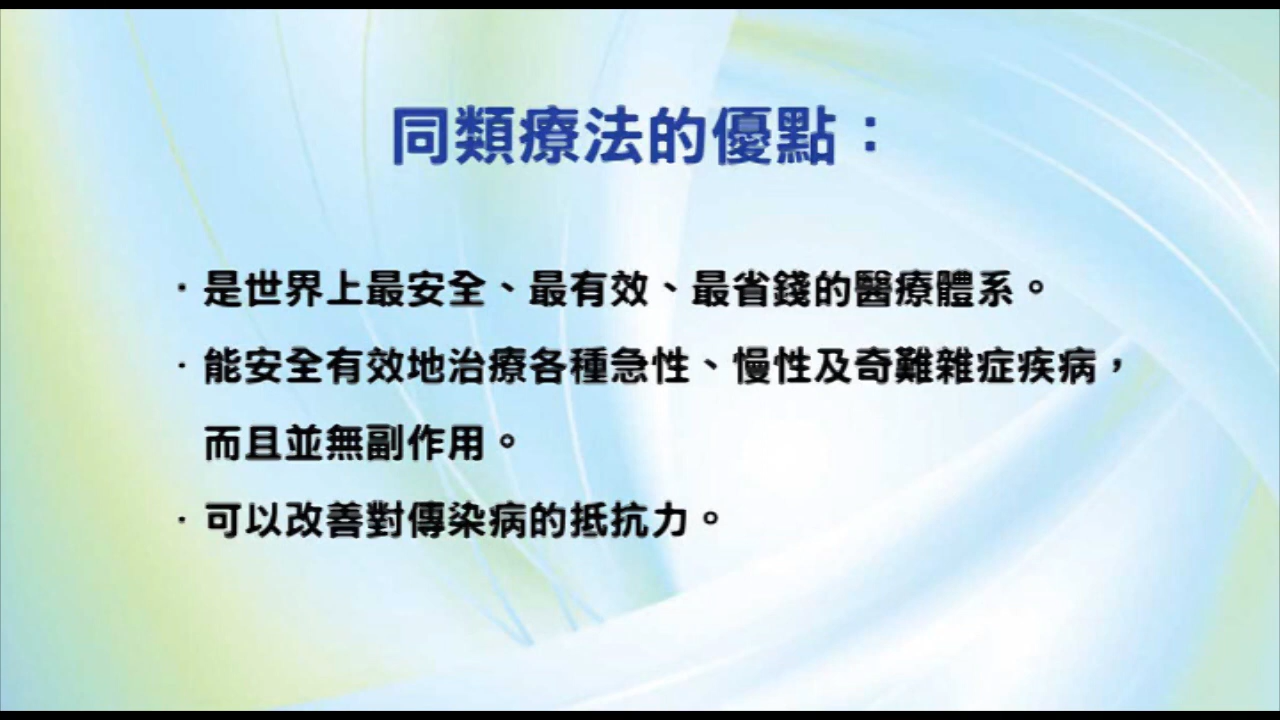 同類療法的優點：
·是世界上最安全、最有效、最省錢的醫療體系。
·能安全有效地治療各種急性、慢性及奇難雜症疾病，
而且並無副作用。
·可以改善對傳染病的抵抗力。